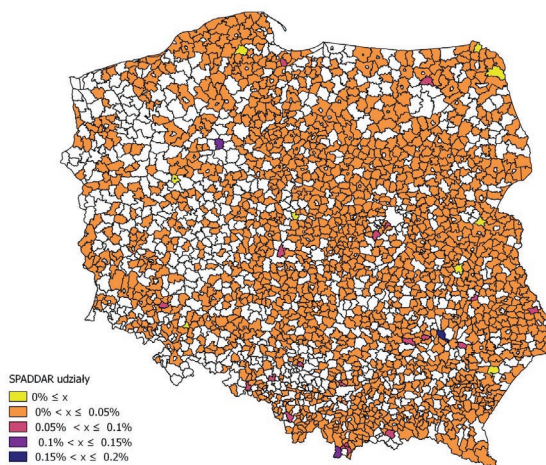 SPADDAR udziały
0% ≤ x
0% < x ≤ 0.05%
0.05% < x ≤ 0.1%
0.1% < x ≤ 0.15%
0.15% < x ≤ 0.2%